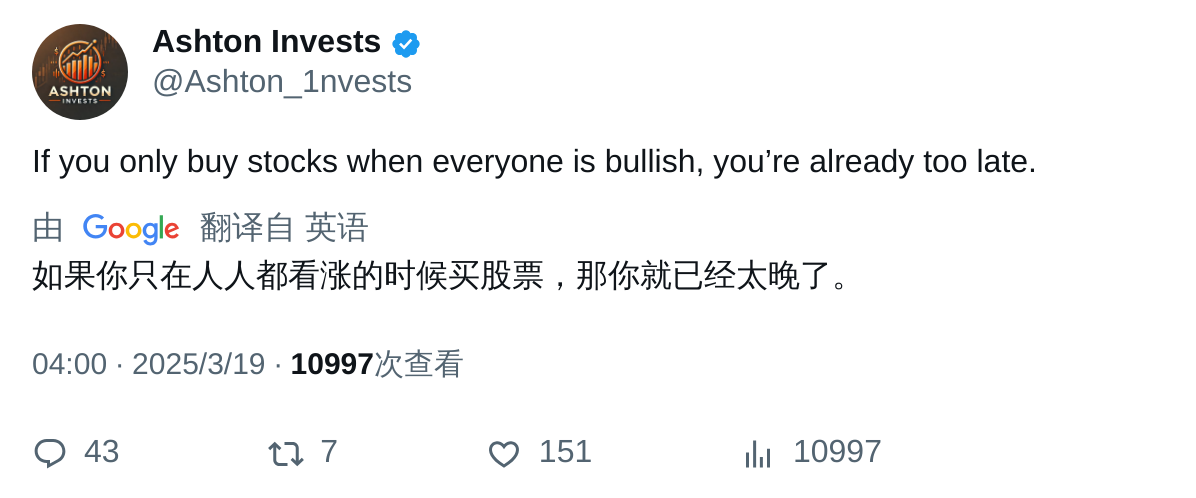 Ashton Invests
@Ashton_1nvests
ASHTON
INVESTS
If you only buy stocks when everyone is bullish, you’re already too late.
由 Google 翻译自 英语
如果你只在人人都看涨的时候买股票，那你就已经太晚了。
04:00 · 2025/3/19 · 10997次查看
43 7 151 10997